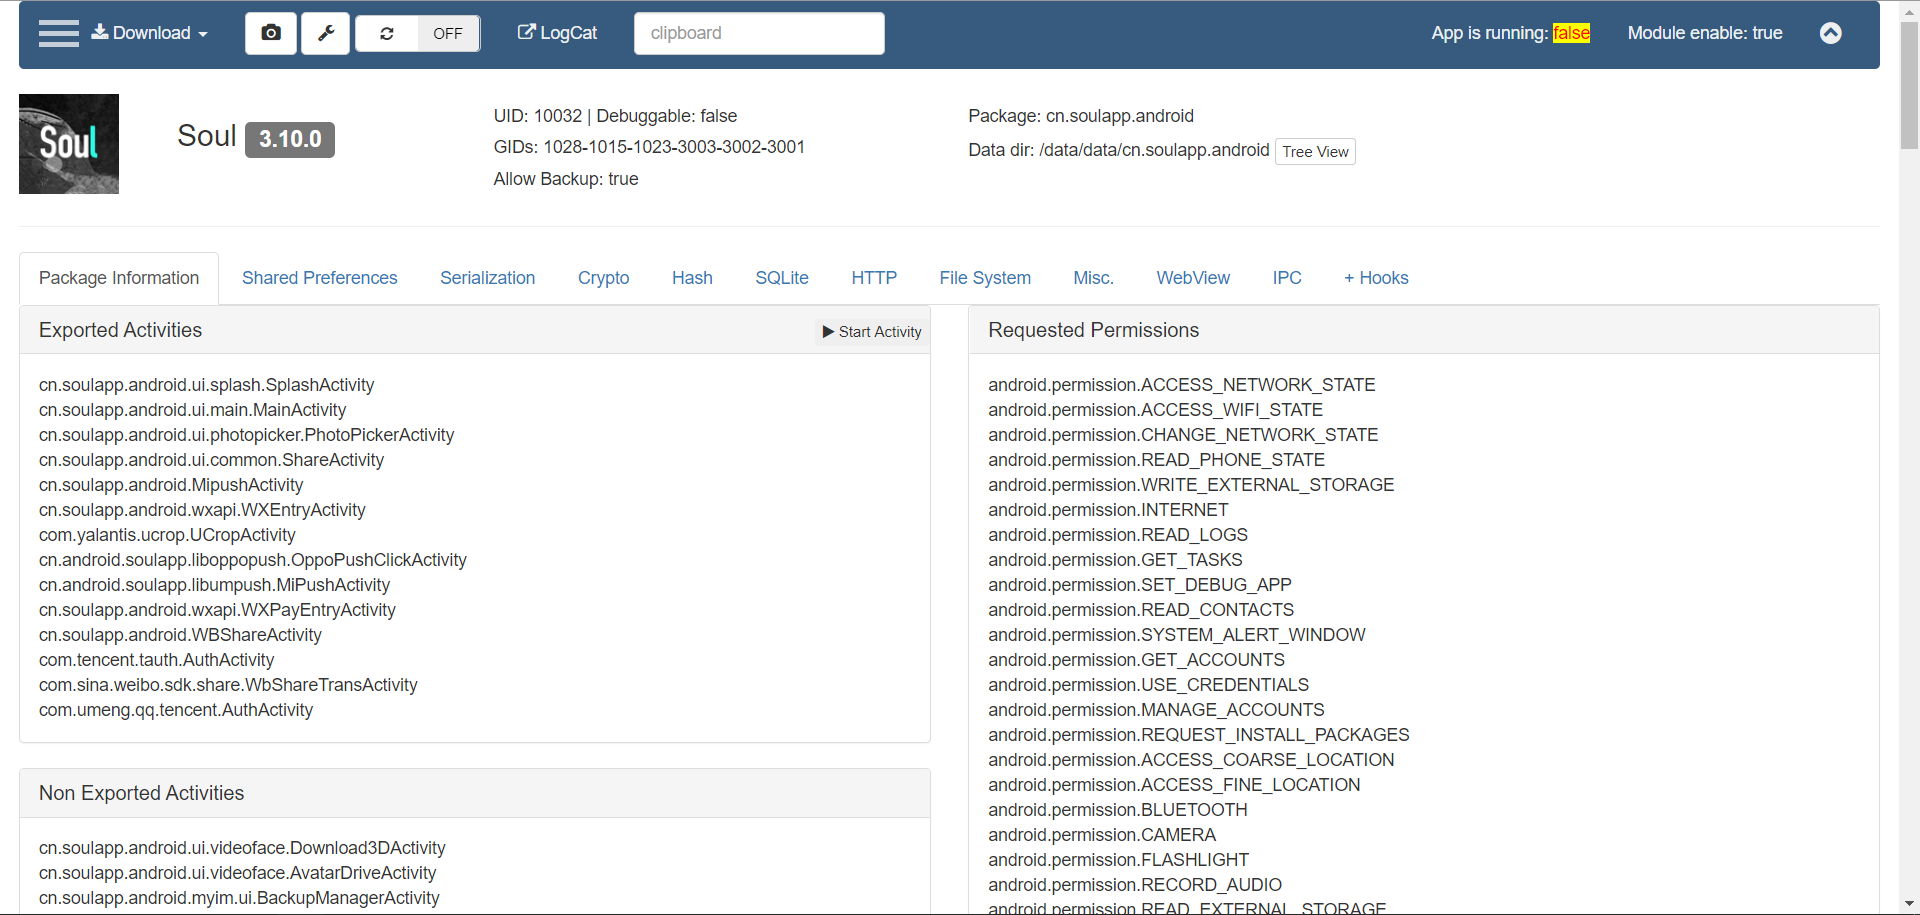 Download
OFF
LogCat
clipboard
App is running: false
Module enable: true
Soul
Soul 3.10.0
UID: 10032 | Debuggable: false
GIDs: 1028-1015-1023-3003-3002-3001
Allow Backup: true
Package: cn.soulapp.android
Data dir: /data/data/cn.soulapp.android Tree View
Package Information
Shared Preferences
Serialization
Crypto
Hash
SQLite
HTTP
File System
Misc.
WebView
IPC
+ Hooks
Exported Activities
Start Activity
cn.soulapp.android.ui.splash.SplashActivity
cn.soulapp.android.ui.main.MainActivity
cn.soulapp.android.ui.photopicker.PhotoPickerActivity
cn.soulapp.android.ui.common.ShareActivity
cn.soulapp.android.MipushActivity
cn.soulapp.android.wxapi.WXEntryActivity
com.yalantis.ucrop.UCropActivity
cn.android.soulapp.liboppopush.OppoPushClickActivity
cn.android.soulapp.libumpush.MiPushActivity
cn.soulapp.android.wxapi.WXPayEntryActivity
cn.soulapp.android.WBShareActivity
com.tencent.tauth.AuthActivity
com.sina.weibo.sdk.share.WbShareTransActivity
com.umeng.qq.tencent.AuthActivity
Non Exported Activities
cn.soulapp.android.ui.videoface.Download3DActivity
cn.soulapp.android.ui.videoface.AvatarDriveActivity
cn.soulapp.android.myim.ui.BackupManagerActivity
Requested Permissions
android.permission.ACCESS_NETWORK_STATE
android.permission.ACCESS_WIFI_STATE
android.permission.CHANGE_NETWORK_STATE
android.permission.READ_PHONE_STATE
android.permission.WRITE_EXTERNAL_STORAGE
android.permission.INTERNET
android.permission.READ_LOGS
android.permission.GET_TASKS
android.permission.SET_DEBUG_APP
android.permission.READ_CONTACTS
android.permission.SYSTEM_ALERT_WINDOW
android.permission.GET_ACCOUNTS
android.permission.USE_CREDENTIALS
android.permission.MANAGE_ACCOUNTS
android.permission.REQUEST_INSTALL_PACKAGES
android.permission.ACCESS_COARSE_LOCATION
android.permission.ACCESS_FINE_LOCATION
android.permission.BLUETOOTH
android.permission.CAMERA
android.permission.FLASHLIGHT
android.permission.RECORD_AUDIO
android.permission.READ_EXTERNAL_STORAGE